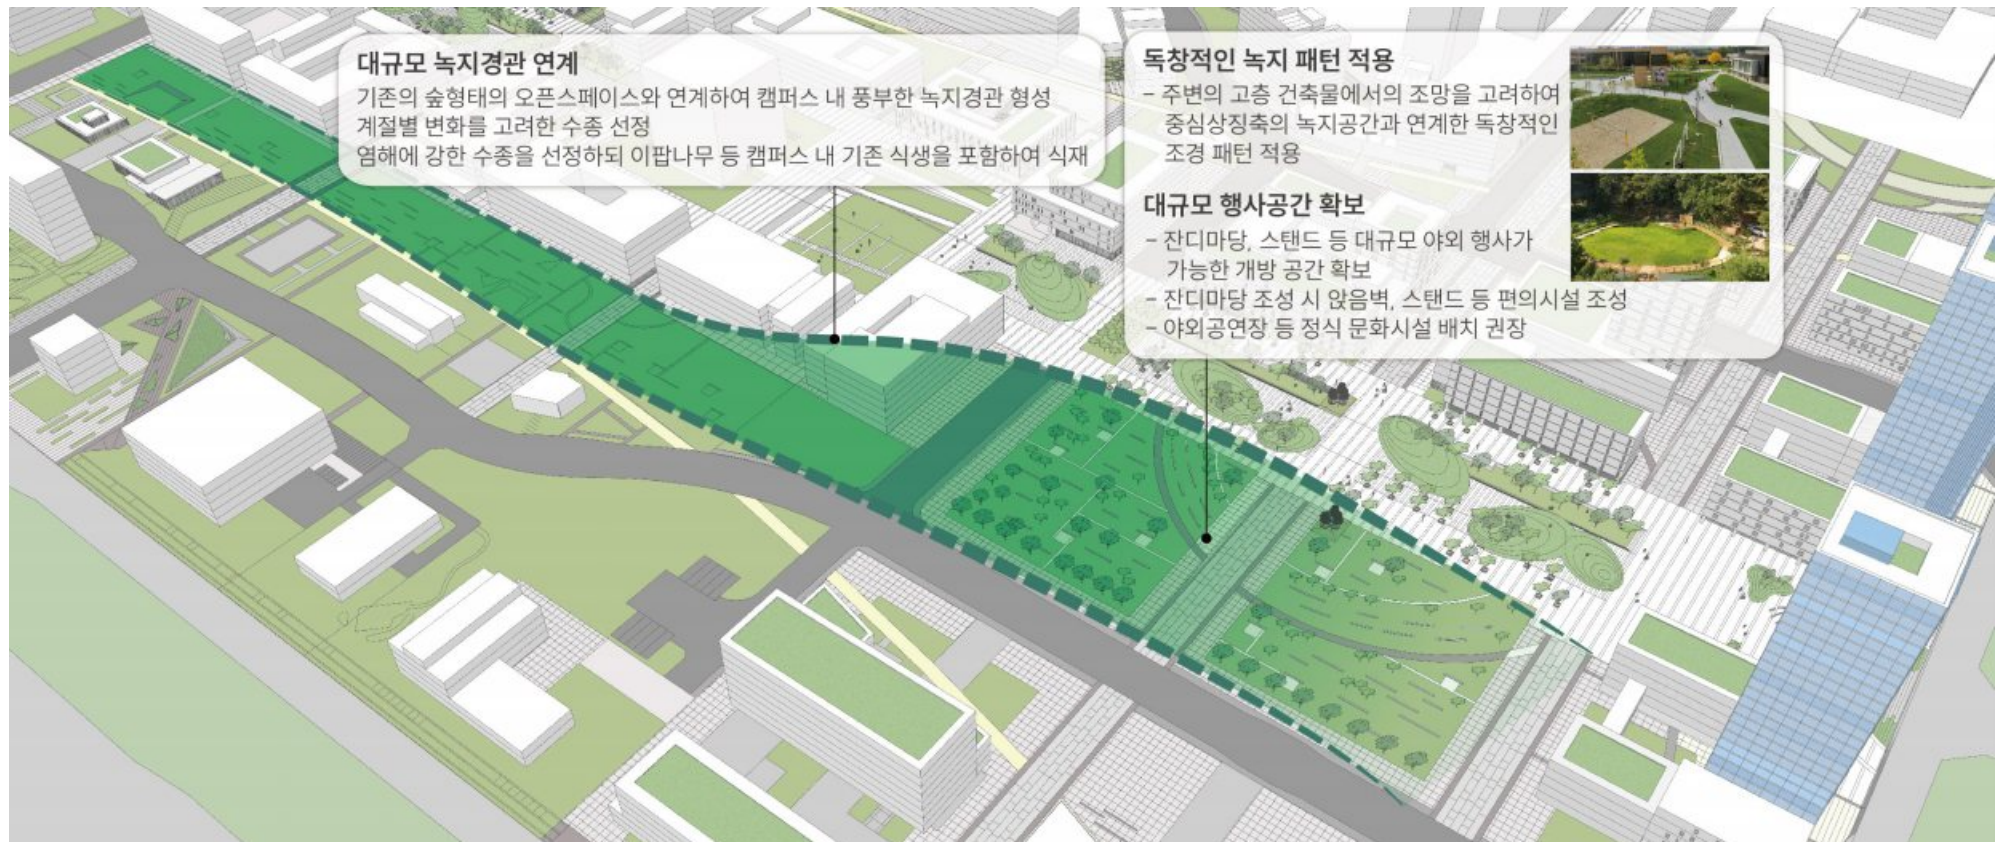 대규모 녹지경관 연계
기존의 숲형태의 오픈스페이스와 연계하여 캠퍼스 내 풍부한 녹지경관 형성
계절별 변화를 고려한 수종 선정
염해에 강한 수종을 선정하되 이팝나무 등 캠퍼스 내 기존 식생을 포함하여 식재
독창적인 녹지 패턴 적용
- 주변의 고층 건축물에서의 조망을 고려하여
중심상징축의 녹지공간과 연계한 독창적인
조경 패턴 적용
대규모 행사공간 확보
- 잔디마당, 스탠드 등 대규모 야외 행사가
가능한 개방 공간 확보
- 잔디마당 조성 시 앉음벽, 스탠드 등 편의시설 조성
- 야외공연장 등 정식 문화시설 배치 권장